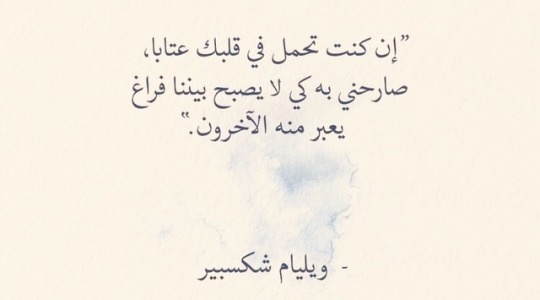 ”إن كنت تحمل في قلبك عتابا،
صارحني به كي لا يصبح بيننا فراغ
يعبر منه الآخرون.“
- ويليام شكسبير